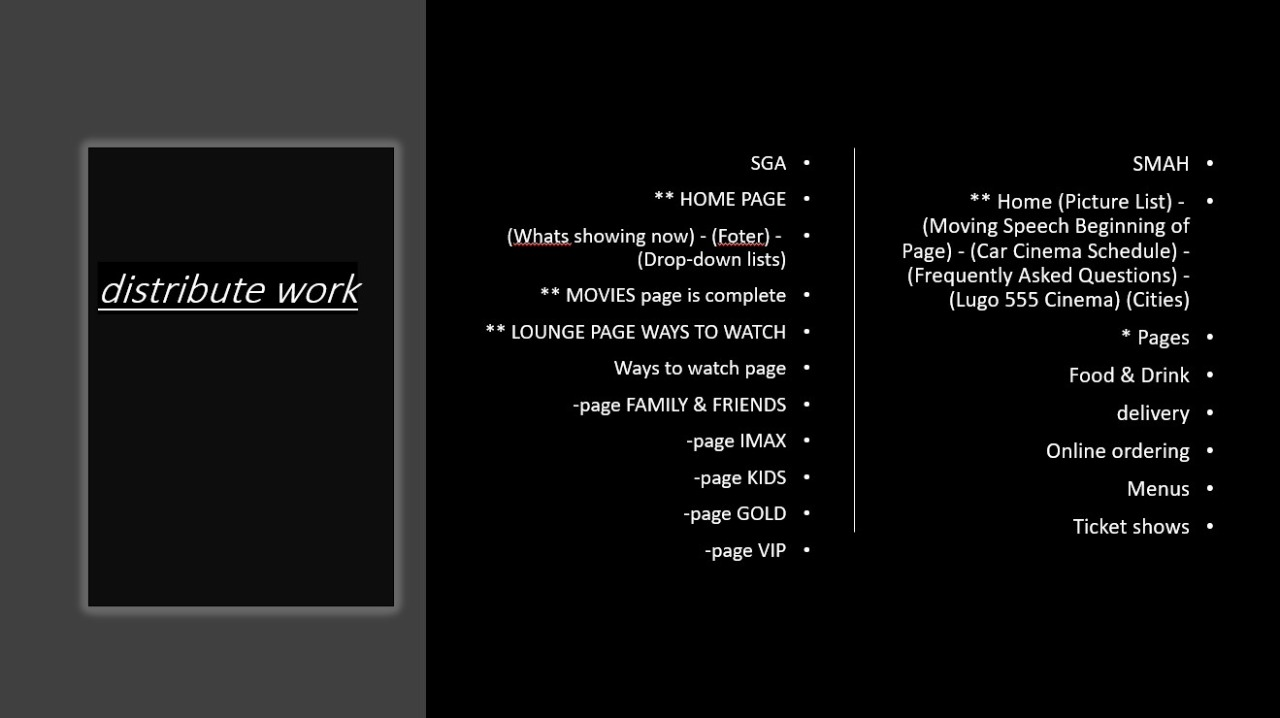 distribute work
SGA
** HOME PAGE
(Whats showing now) - (Foter) -
(Drop-down lists)
** MOVIES page is complete
** LOUNGE PAGE WAYS TO WATCH
Ways to watch page
-page FAMILY & FRIENDS
-page IMAX
-page KIDS
-page GOLD
-page VIP
SMAH
** Home (Picture List) -
(Moving Speech Beginning of
Page) - (Car Cinema Schedule) -
(Frequently Asked Questions) -
(Lugo 555 Cinema) (Cities)
* Pages
Food & Drink
delivery
Online ordering
Menus
Ticket shows